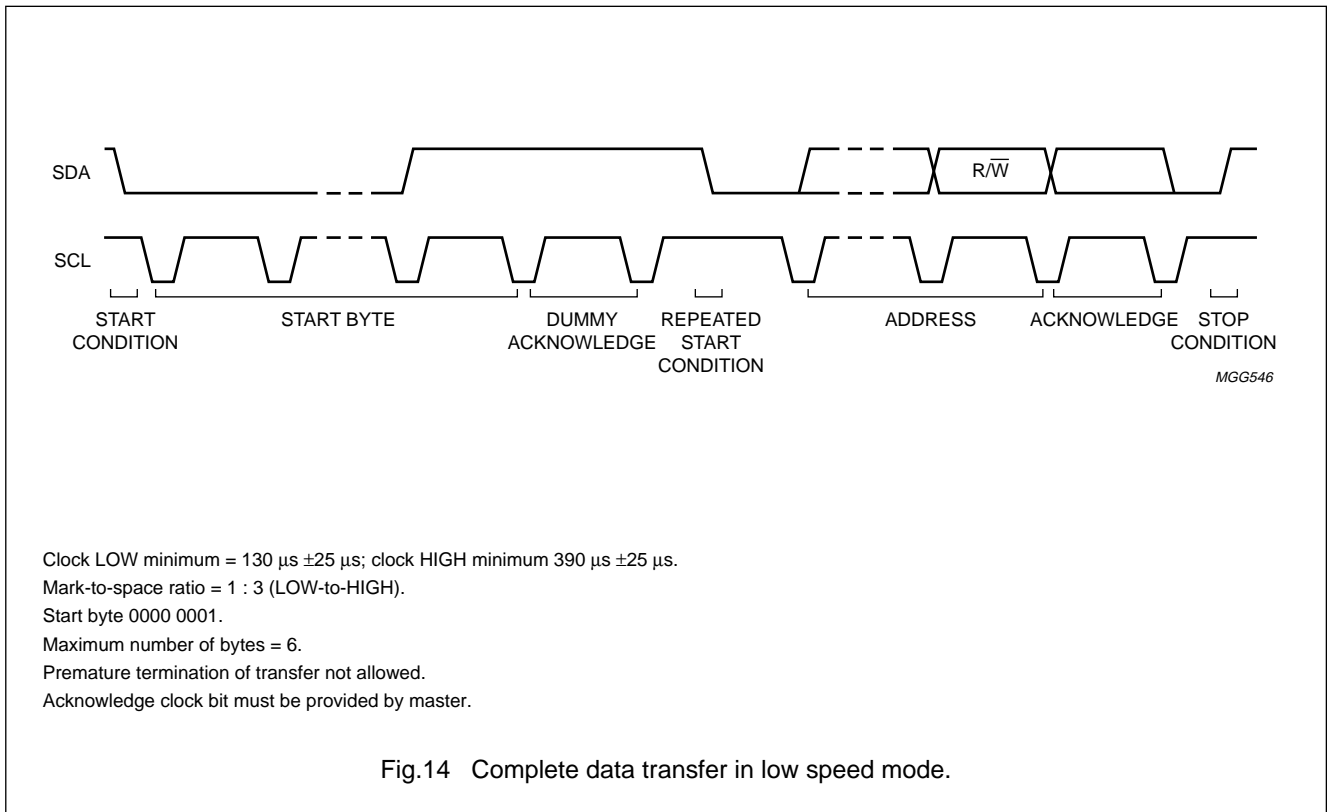 SDA
R/W̅
SCL
START CONDITION
START BYTE
DUMMY ACKNOWLEDGE
REPEATED START CONDITION
ADDRESS
ACKNOWLEDGE
STOP CONDITION
MGG546
Clock LOW minimum = 130 μs ±25 μs; clock HIGH minimum 390 μs ±25 μs.
Mark-to-space ratio = 1 : 3 (LOW-to-HIGH).
Start byte 0000 0001.
Maximum number of bytes = 6.
Premature termination of transfer not allowed.
Acknowledge clock bit must be provided by master.
Fig.14 Complete data transfer in low speed mode.